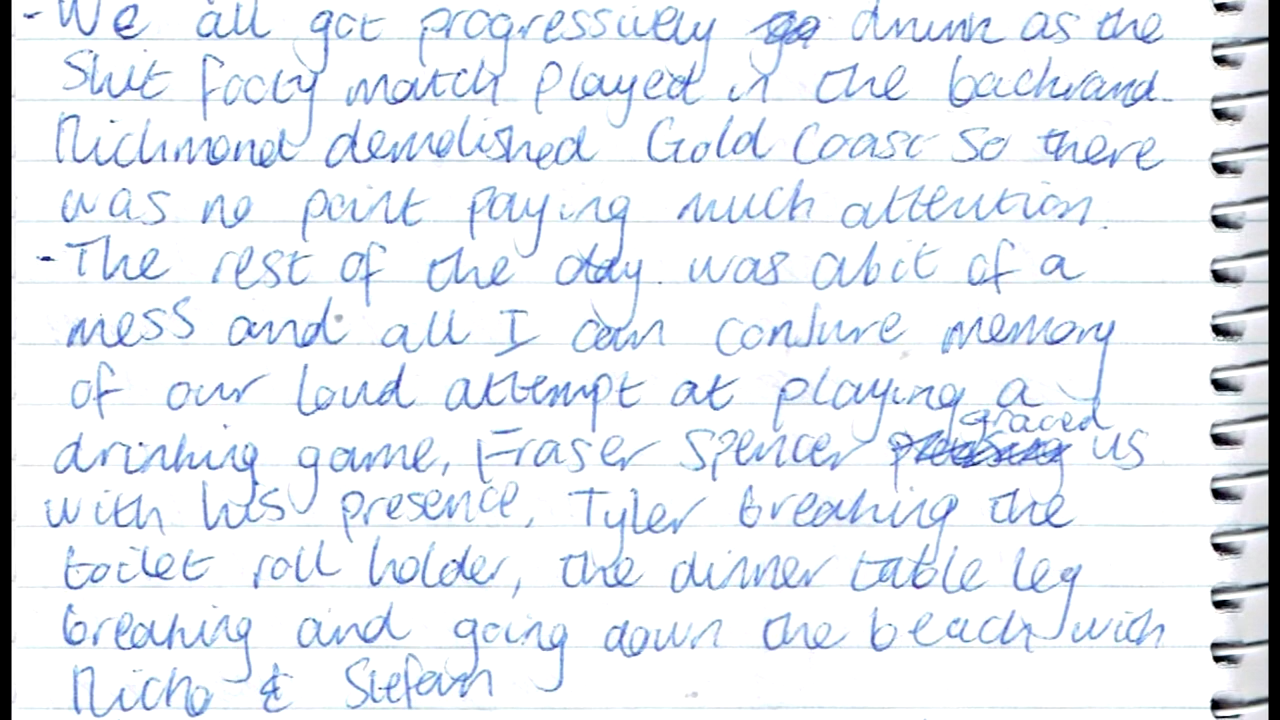 - We all got progressively drunk as the
Shit footy match played in the backround.
Richmond demolished Gold Coast so there
was no point paying much attention.
- The rest of the day was abit of a
mess and all I can conjure memory
of our loud attempt at playing a
drinking game, Fraser Spencer graced us
with his presence, Tyler breaking the
toilet roll holder, the dinner table leg
breaking and going down the beach with
Richo & Stefan